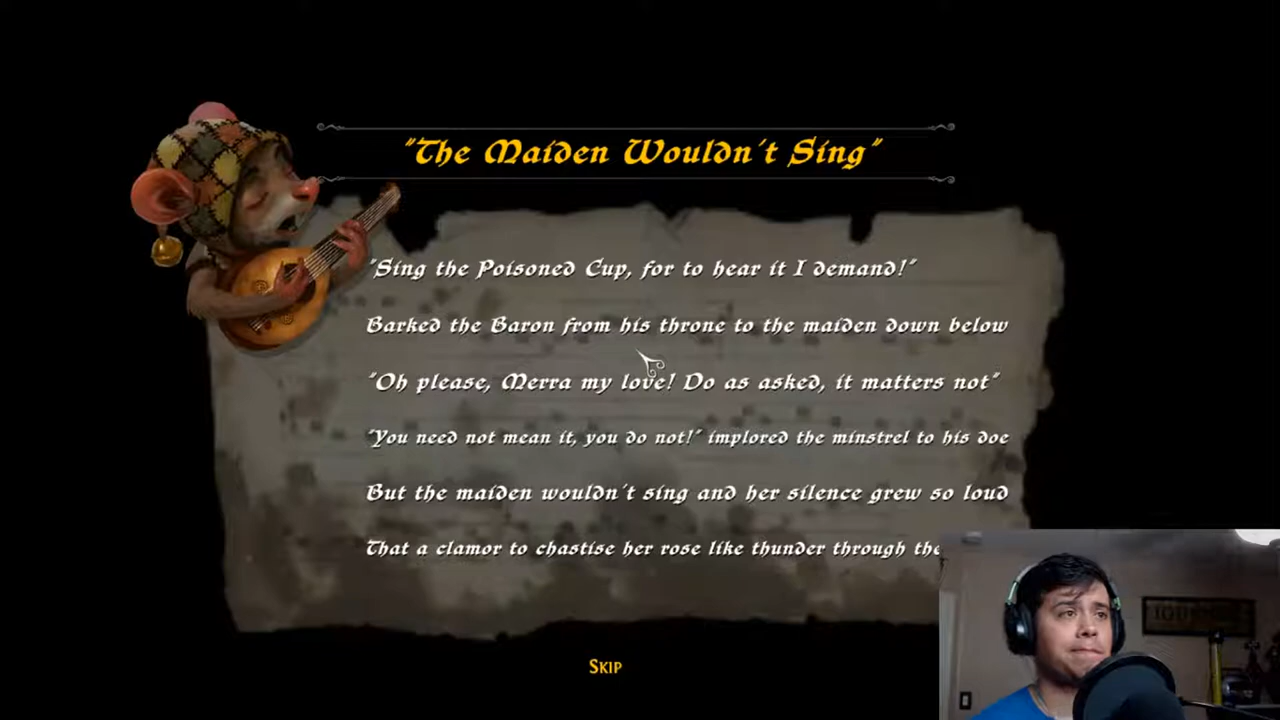 "The Maiden Wouldn't Sing"
"Sing the Poisoned Cup, for to hear it I demand!"
Barked the Baron from his throne to the maiden down below
"Oh please, Merra my love! Do as asked, it matters not"
"You need not mean it, you do not!" implored the minstrel to his doe
But the maiden wouldn't sing and her silence grew so loud
That a clamor to chastise her rose like thunder through the
Skip